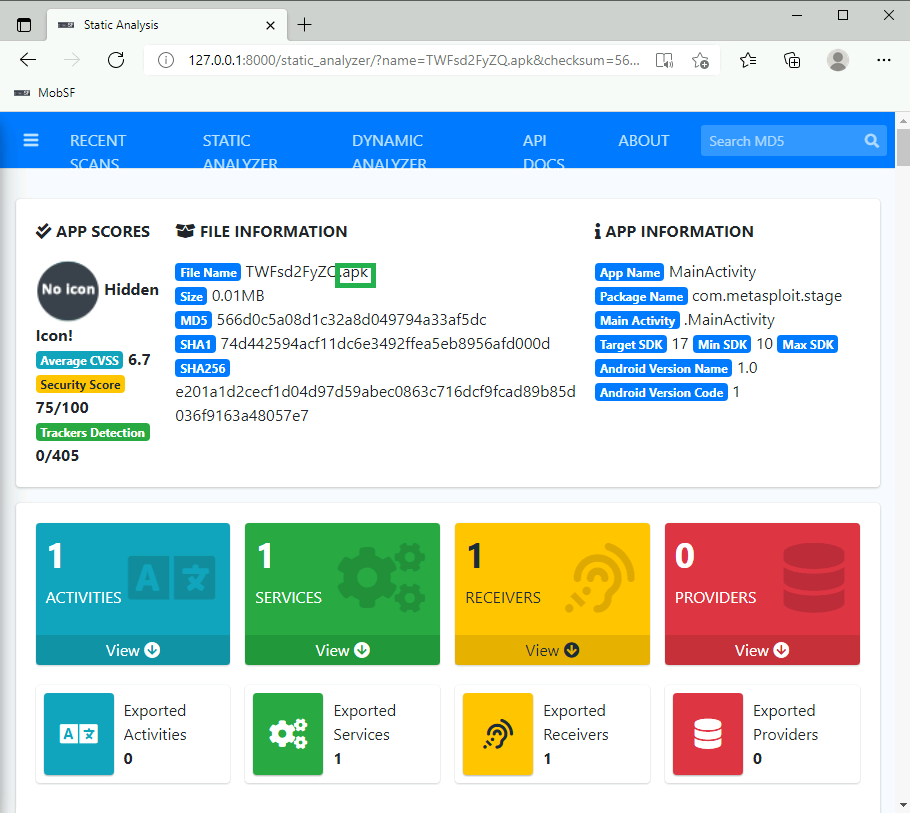 Static Analysis
127.0.0.1:8000/static_analyzer/?name=TWFsd2FyZQ.apk&checksum=56...
MobSF
RECENT SCANS
STATIC ANALYZER
DYNAMIC ANALYZER
API DOCS
ABOUT
Search MD5
APP SCORES
No icon Hidden
Icon!
Average CVSS 6.7
Security Score
75/100
Trackers Detection
0/405
FILE INFORMATION
File Name TWFsd2FyZQ.apk
Size 0.01MB
MD5 566d0c5a08d1c32a8d049794a33af5dc
SHA1 74d442594acf11dc6e3492ffea5eb8956afd000d
SHA256
e201a1d2cecf1d04d97d59abec0863c716dcf9fcad89b85d
036f9163a48057e7
APP INFORMATION
App Name MainActivity
Package Name com.metasploit.stage
Main Activity .MainActivity
Target SDK 17 Min SDK 10 Max SDK
Android Version Name 1.0
Android Version Code 1
1
ACTIVITIES
View
1
SERVICES
View
1
RECEIVERS
View
0
PROVIDERS
View
Exported
Activities
0
Exported
Services
1
Exported
Receivers
1
Exported
Providers
0